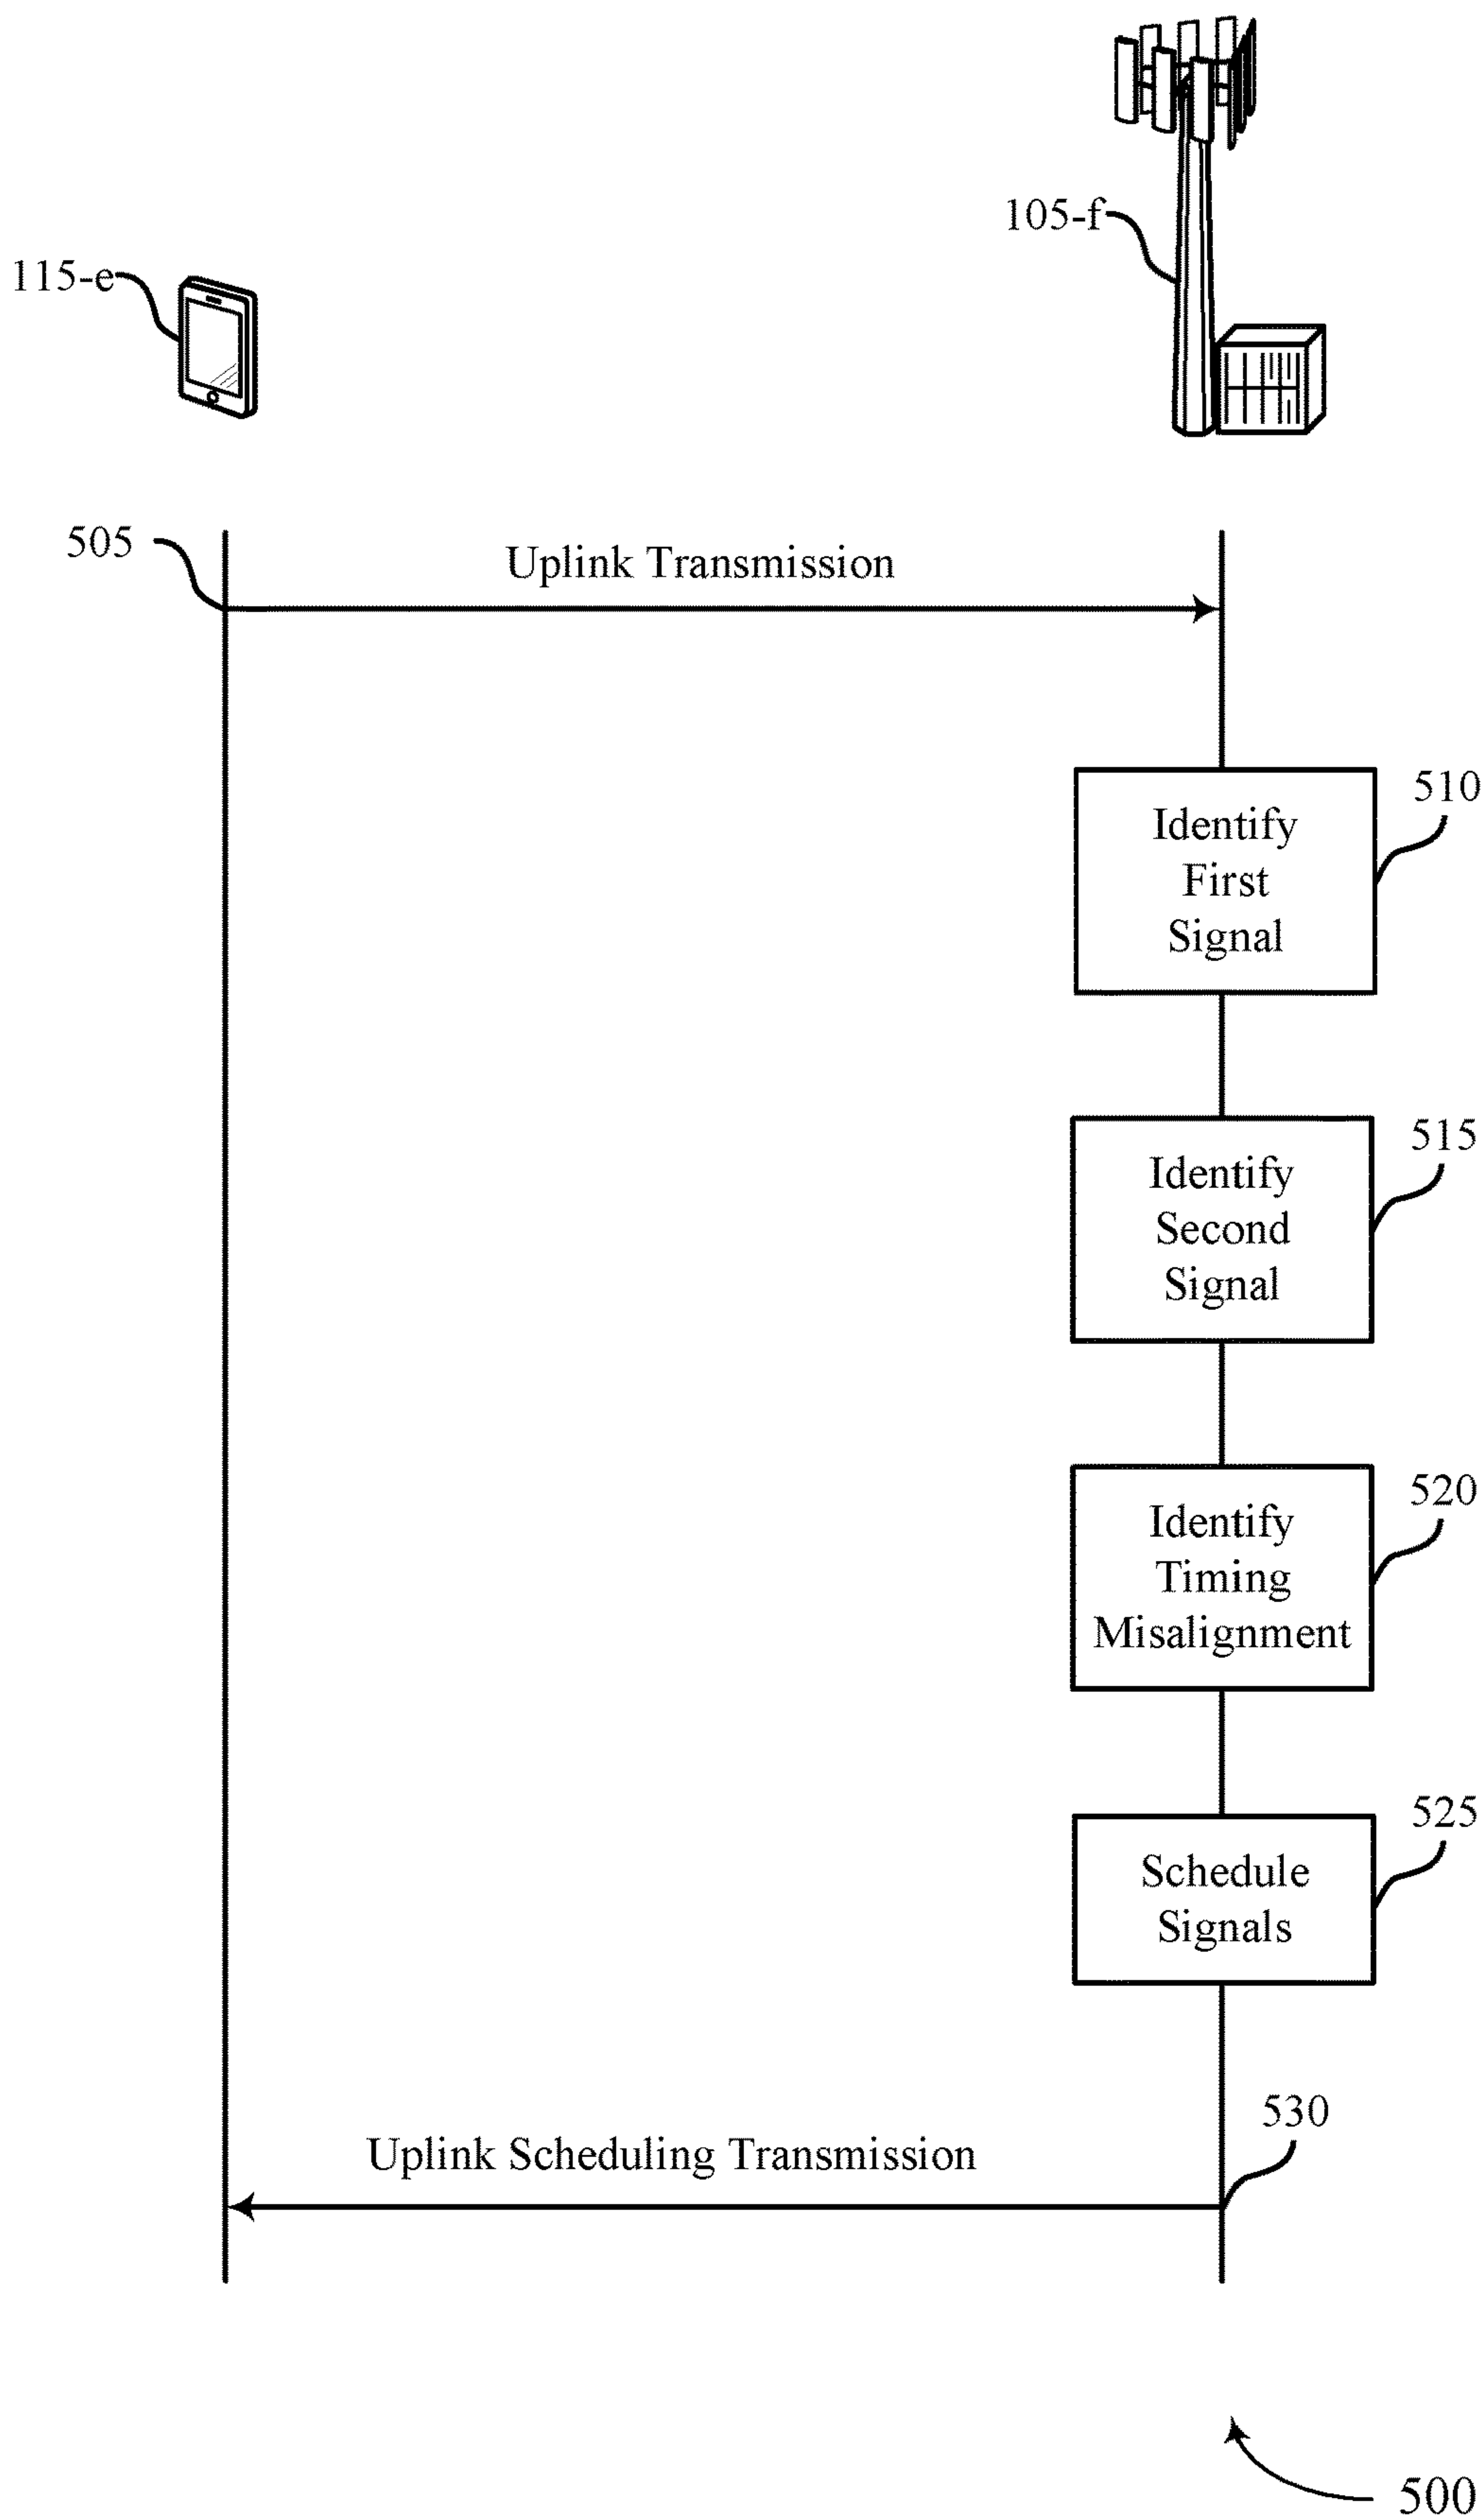 105-f
115-e
505
Uplink Transmission
510
Identify
First
Signal
515
Identify
Second
Signal
520
Identify
Timing
Misalignment
525
Schedule
Signals
530
Uplink Scheduling Transmission
500